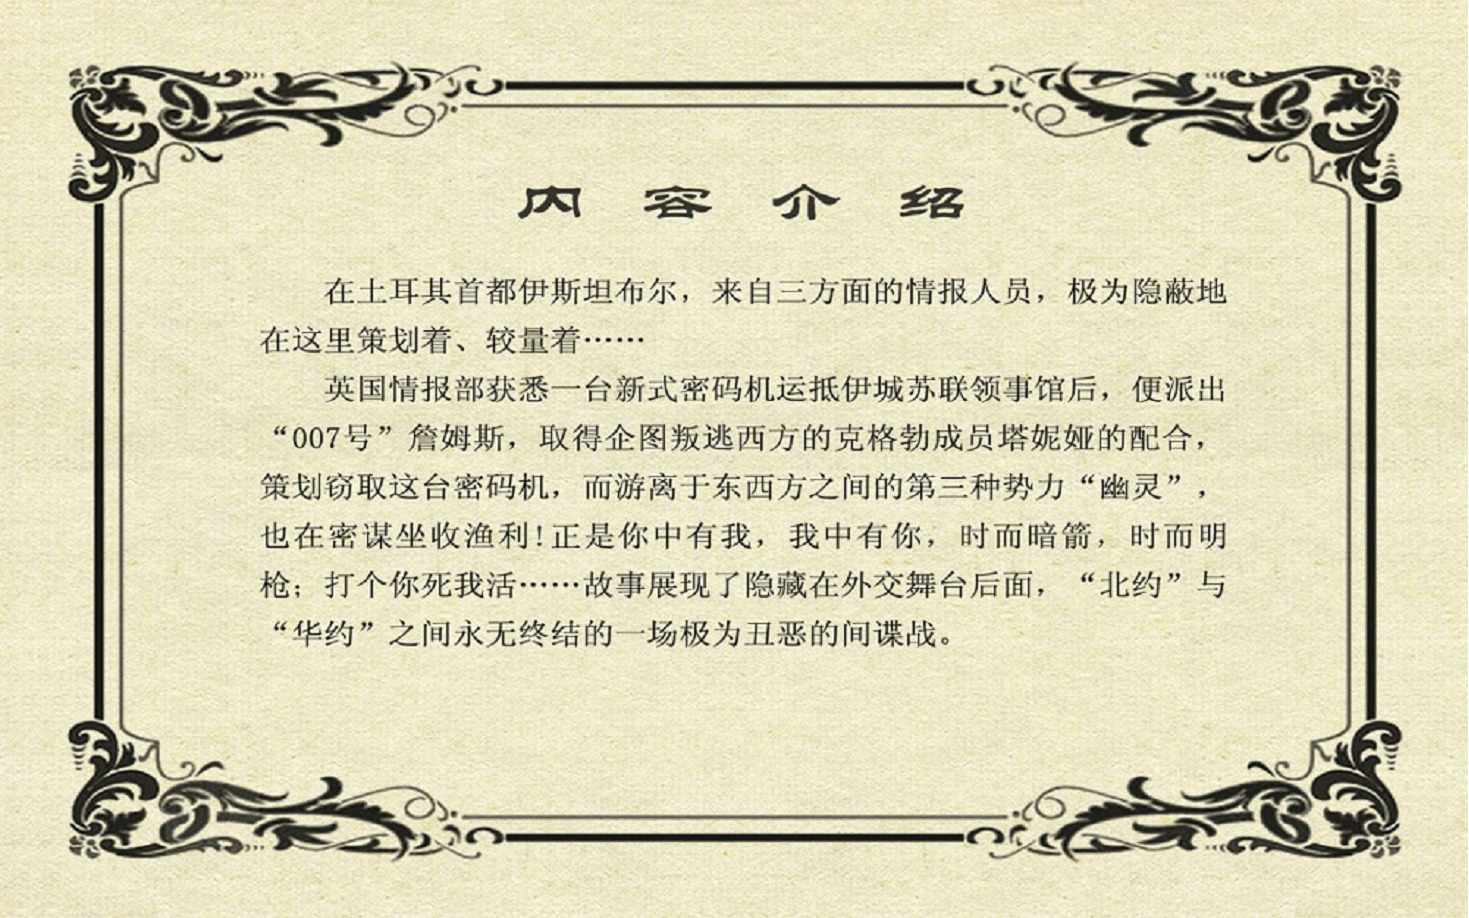 内容介绍
在土耳其首都伊斯坦布尔，来自三方面的情报人员，极为隐蔽地
在这里策划着、较量着……
英国情报部获悉一台新式密码机运抵伊城苏联领事馆后，便派出
“007号”詹姆斯，取得企图叛逃西方的克格勃成员塔妮娅的配合，
策划窃取这台密码机，而游离于东西方之间的第三种势力“幽灵”，
也在密谋坐收渔利!正是你中有我，我中有你，时而暗箭，时而明
枪；打个你死我活……故事展现了隐藏在外交舞台后面，“北约”与
“华约”之间永无终结的一场极为丑恶的间谍战。